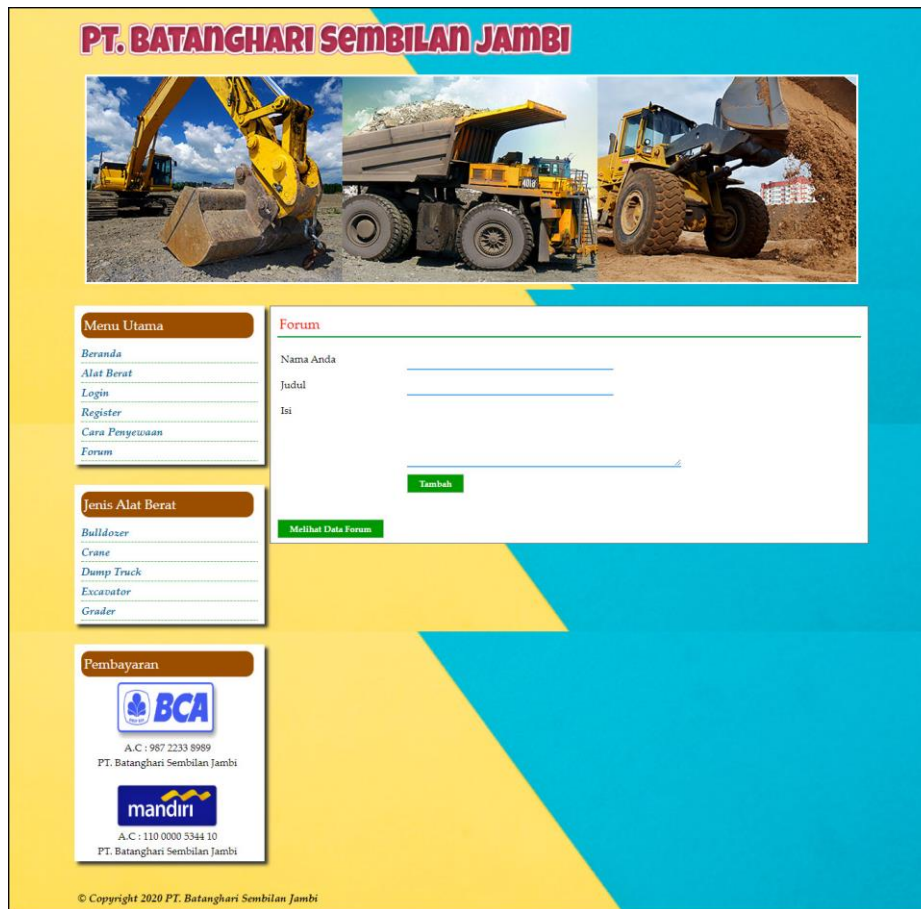 PT. BATANGHARI SEMBILAN JAMBI
401d
Menu Utama
Beranda
Alat Berat
Login
Register
Cara Penyewaan
Forum
Forum
Nama Anda
Judul
Isi
Tambah
Melihat Data Forum
Jenis Alat Berat
Bulldozer
Crane
Dump Truck
Excavator
Grader
Pembayaran
BCA
A.C : 987 2233 8989
PT. Batanghari Sembilan Jambi
mandiri
A.C : 110 0000 5344 10
PT. Batanghari Sembilan Jambi
© Copyright 2020 PT. Batanghari Sembilan Jambi